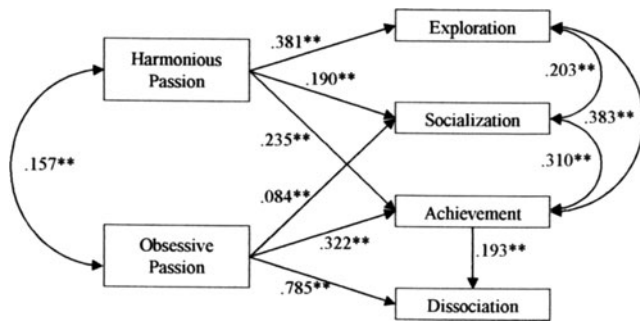 Exploration
.381**
Harmonious
Passion
.203**
.190**
Socialization
.383**
.235**
.157**
.310**
.084**
Achievement
Obsessive
Passion
.322**
.193**
.785**
Dissociation